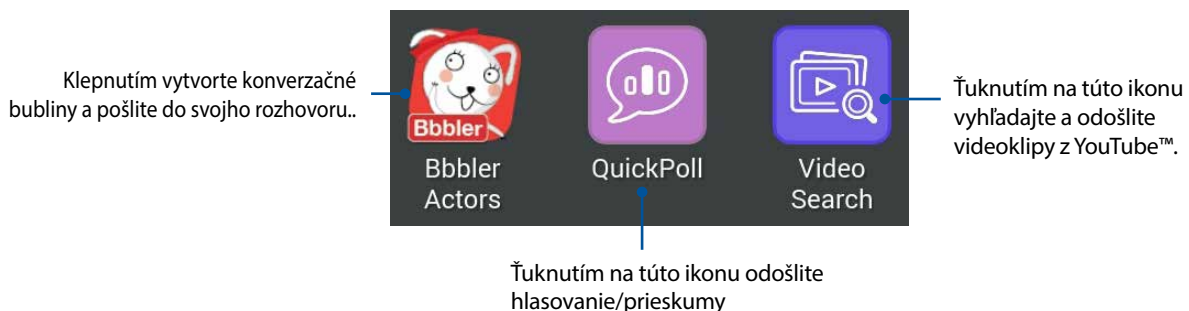 Klepnutím vytvorte konverzačné
bubliny a pošlite do svojho rozhovoru..
Bbbler
Bbbler
Actors
QuickPoll
Video
Search
Ťuknutím na túto ikonu
vyhľadajte a odošlite
videoklipy z YouTube™.
Ťuknutím na túto ikonu odošlite
hlasovanie/prieskumy